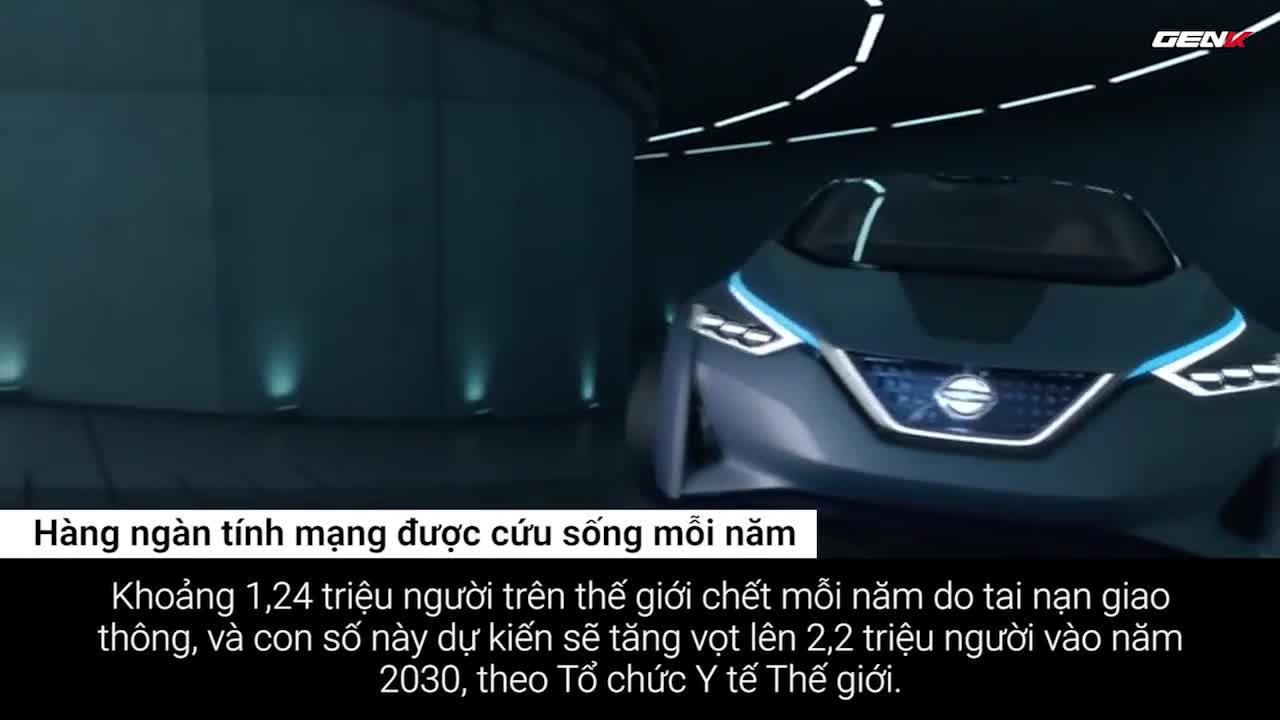 GENK
Hàng ngàn tính mạng được cứu sống mỗi năm
Khoảng 1,24 triệu người trên thế giới chết mỗi năm do tai nạn giao
thông, và con số này dự kiến sẽ tăng vọt lên 2,2 triệu người vào năm
2030, theo Tổ chức Y tế Thế giới.